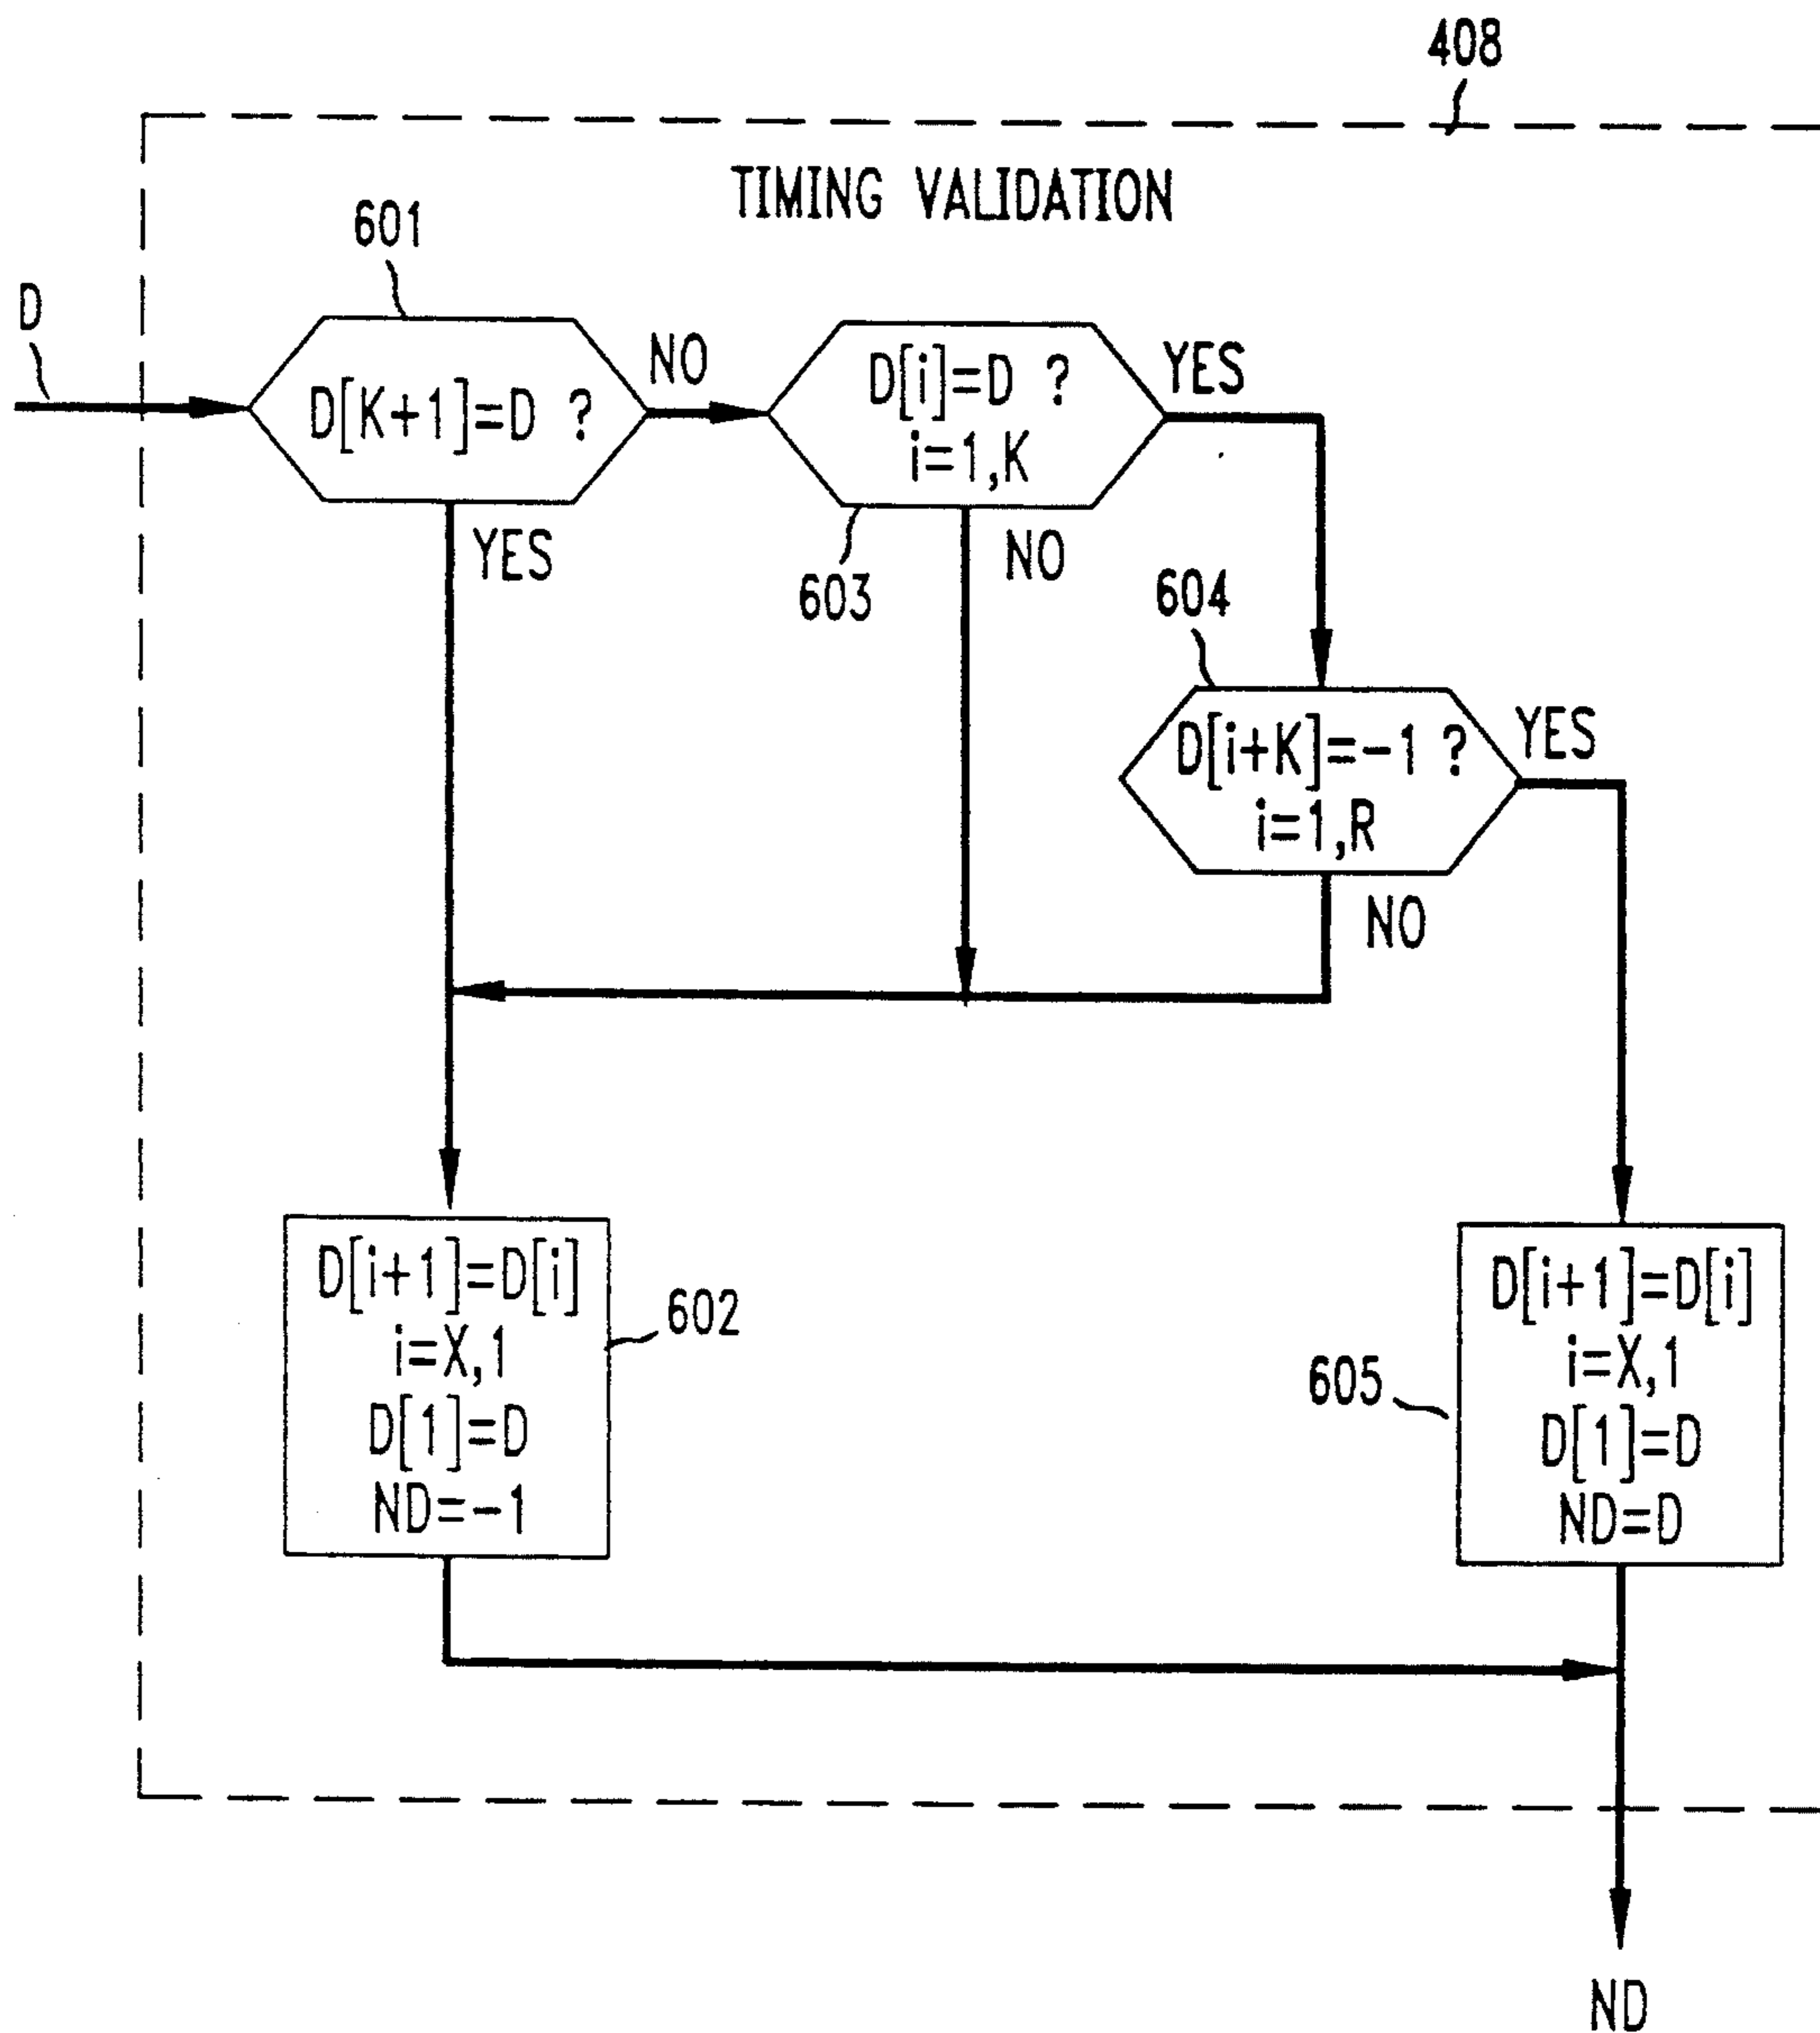 408
TIMING VALIDATION
601
D
D[K+1]=D ?
NO
YES
D[i]=D ?
i=1,K
YES
NO
603
604
D[i+K]=-1 ?
i=1,R
YES
NO
D[i+1]=D[i]
i=X,1
D[1]=D
ND=-1
602
D[i+1]=D[i]
i=X,1
D[1]=D
ND=D
605
ND